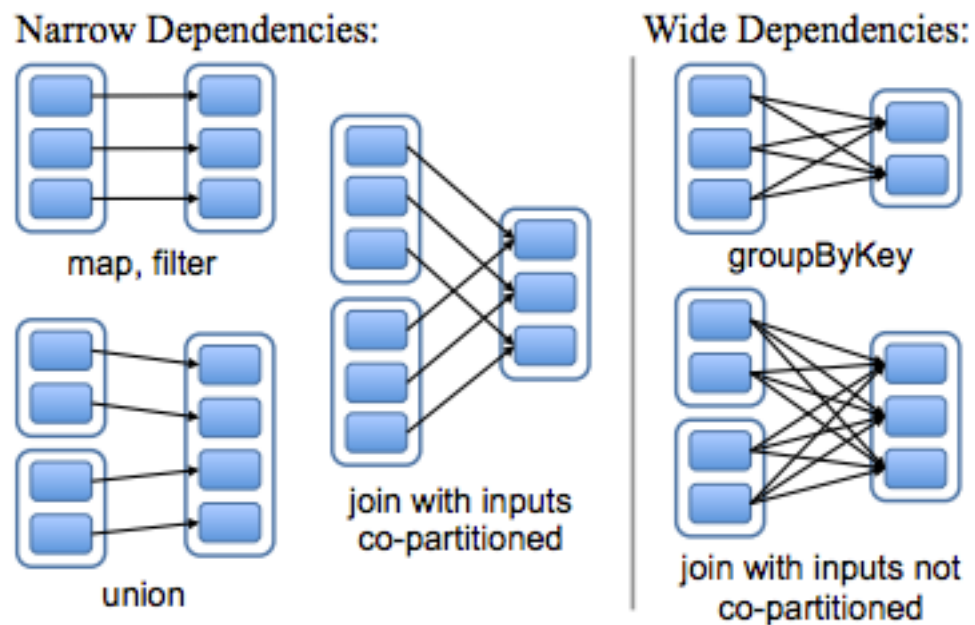 Narrow Dependencies:
map, filter
union
join with inputs
co-partitioned
Wide Dependencies:
groupByKey
join with inputs not
co-partitioned